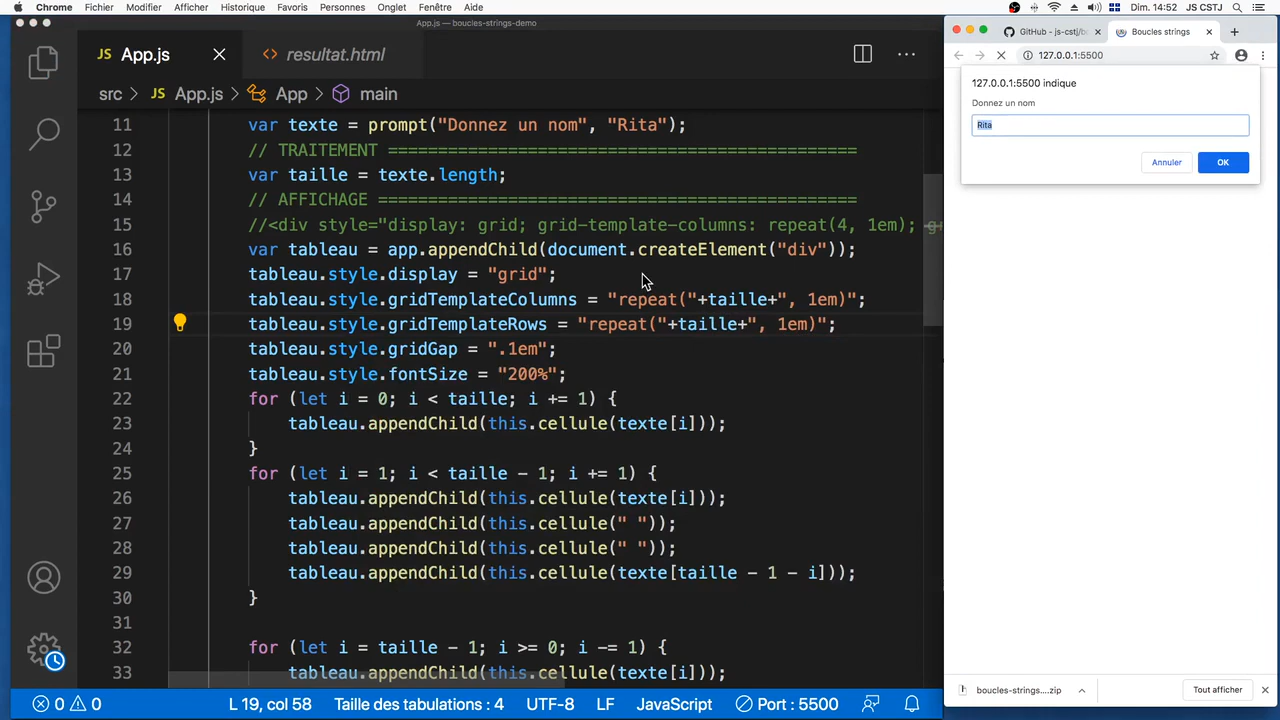 Chrome Fichier Modifier Afficher Historique Favoris Personnes Onglet Fenêtre Aide Dim. 14:52 JS CSTJ
App.js — boucles-strings-demo
JS App.js <> resultat.html
src > JS App.js > App > main
11 var texte = prompt("Donnez un nom", "Rita");
12 // TRAITEMENT ===============================================
13 var taille = texte.length;
14 // AFFICHAGE ================================================
15 //<div style="display: grid; grid-template-columns: repeat(4, 1em); g
16 var tableau = app.appendChild(document.createElement("div"));
17 tableau.style.display = "grid";
18 tableau.style.gridTemplateColumns = "repeat("+taille+", 1em)";
19 tableau.style.gridTemplateRows = "repeat("+taille+", 1em)";
20 tableau.style.gridGap = ".1em";
21 tableau.style.fontSize = "200%";
22 for (let i = 0; i < taille; i += 1) {
23 tableau.appendChild(this.cellule(texte[i]));
24 }
25 for (let i = 1; i < taille - 1; i += 1) {
26 tableau.appendChild(this.cellule(texte[i]));
27 tableau.appendChild(this.cellule(" "));
28 tableau.appendChild(this.cellule(" "));
29 tableau.appendChild(this.cellule(texte[taille - 1 - i]));
30 }
31
32 for (let i = taille - 1; i >= 0; i -= 1) {
33 tableau.appendChild(this.cellule(texte[i]));
0 0 L 19, col 58 Taille des tabulations : 4 UTF-8 LF JavaScript Port : 5500
GitHub - js-cstj/b Boucles strings
127.0.0.1:5500
127.0.0.1:5500 indique
Donnez un nom
Rita
Annuler OK
boucles-strings....zip Tout afficher